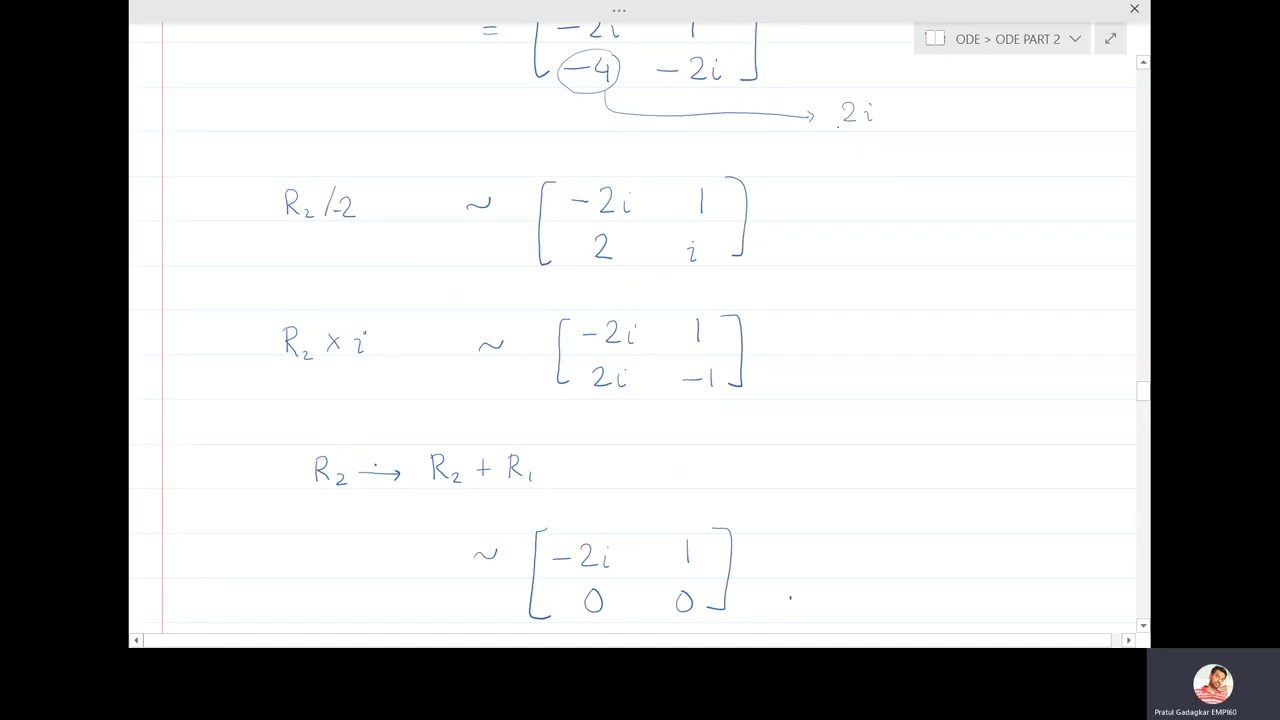 ...
×
ODE > ODE PART 2
= [ -2i 1
-4 -2i ]
2i
R₂/-2 ~ [ -2i 1
2 i ]
R₂ × i ~ [ -2i 1
2i -1 ]
R₂ → R₂ + R₁
~ [ -2i 1
0 0 ]
Pratul Gadagkar EMP160